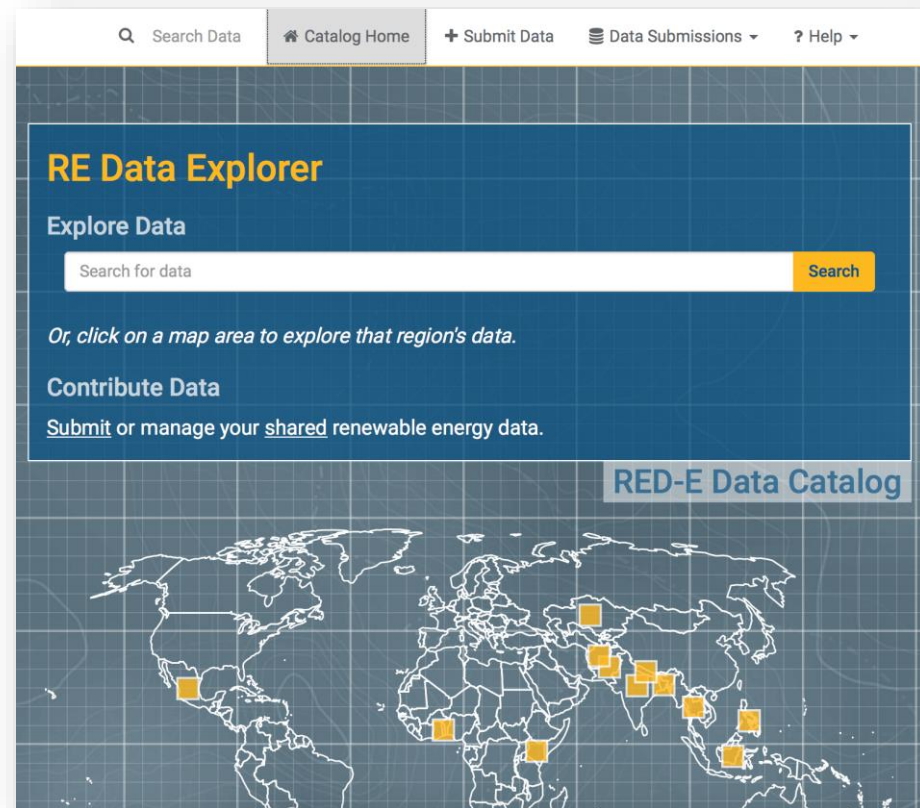 Search Data Catalog Home Submit Data Data Submissions ? Help
RE Data Explorer
Explore Data
Search for data Search
Or, click on a map area to explore that region's data.
Contribute Data
Submit or manage your shared renewable energy data.
RED-E Data Catalog